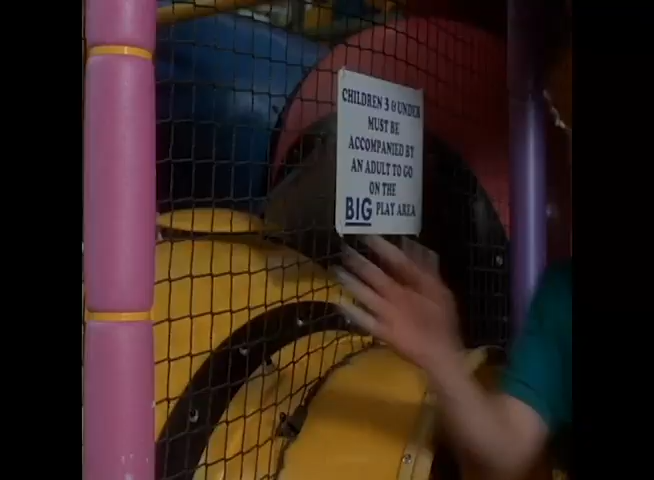 CHILDREN 3 & UNDER
MUST BE
ACCOMPANIED BY
AN ADULT TO GO
ON THE
BIG PLAY AREA